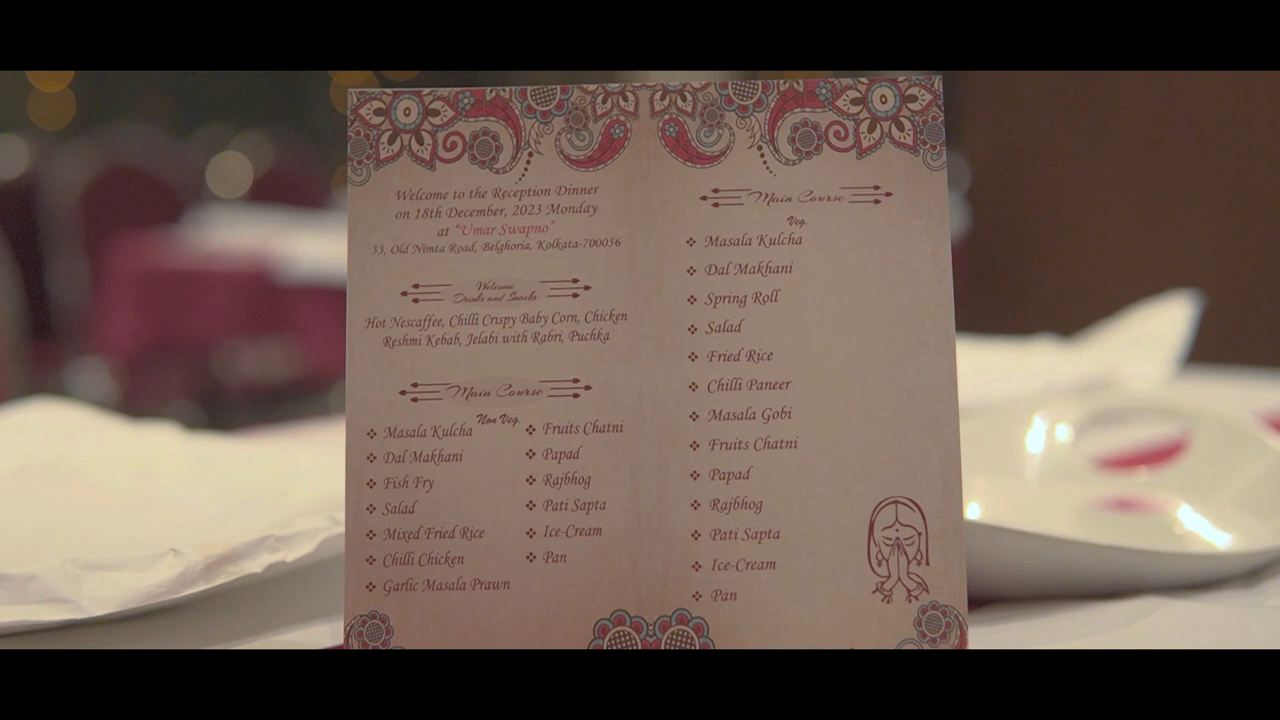 Welcome to the Reception Dinner
on 18th December, 2023 Monday
at "Umar Swapno"
33, Old Nimta Road, Belghoria, Kolkata-700056
Welcome
Drinks and Snacks
Hot Nescaffee, Chilli Crispy Baby Corn, Chicken
Reshmi Kebab, Jelabi with Rabri, Puchka
Main Course
Non Veg.
Masala Kulcha
Dal Makhani
Fish Fry
Salad
Mixed Fried Rice
Chilli Chicken
Garlic Masala Prawn
Fruits Chatni
Papad
Rajbhog
Pati Sapta
Ice-Cream
Pan
Main Course
Veg.
Masala Kulcha
Dal Makhani
Spring Roll
Salad
Fried Rice
Chilli Paneer
Masala Gobi
Fruits Chatni
Papad
Rajbhog
Pati Sapta
Ice-Cream
Pan